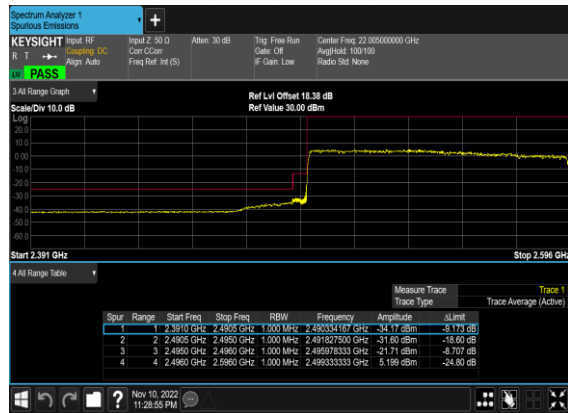 Spectrum Analyzer 1
Spurious Emissions
+
KEYSIGHT Input: RF Input Z: 50 Ω Atten: 30 dB Trig: Free Run Center Freq: 22.005000000 GHz
R T Coupling: DC Corr CCorr Gate: Off Avg|Hold: 100/100
Align: Auto Freq Ref: Int (S) IF Gain: Low Radio Std: None
PASS
3 All Range Graph
Ref Lvl Offset 18.38 dB
Scale/Div 10.0 dB Ref Value 30.00 dBm
Log
20.0
10.0
0.00
-10.0
-20.0
-30.0
-40.0
-50.0
-60.0
Start 2.391 GHz Stop 2.596 GHz
4 All Range Table
Measure Trace Trace 1
Trace Type Trace Average (Active)
Spur Range Start Freq Stop Freq RBW Frequency Amplitude ΔLimit
1 1 2.3910 GHz 2.4905 GHz 1.000 MHz 2.490334167 GHz -34.17 dBm -9.173 dB
2 2 2.4905 GHz 2.4950 GHz 1.000 MHz 2.491827500 GHz -31.60 dBm -18.60 dB
3 3 2.4950 GHz 2.4960 GHz 1.000 MHz 2.495978333 GHz -21.71 dBm -8.707 dB
4 4 2.4960 GHz 2.5960 GHz 1.000 MHz 2.499333333 GHz 5.199 dBm -24.80 dB
?
Nov 10, 2022
11:28:55 PM